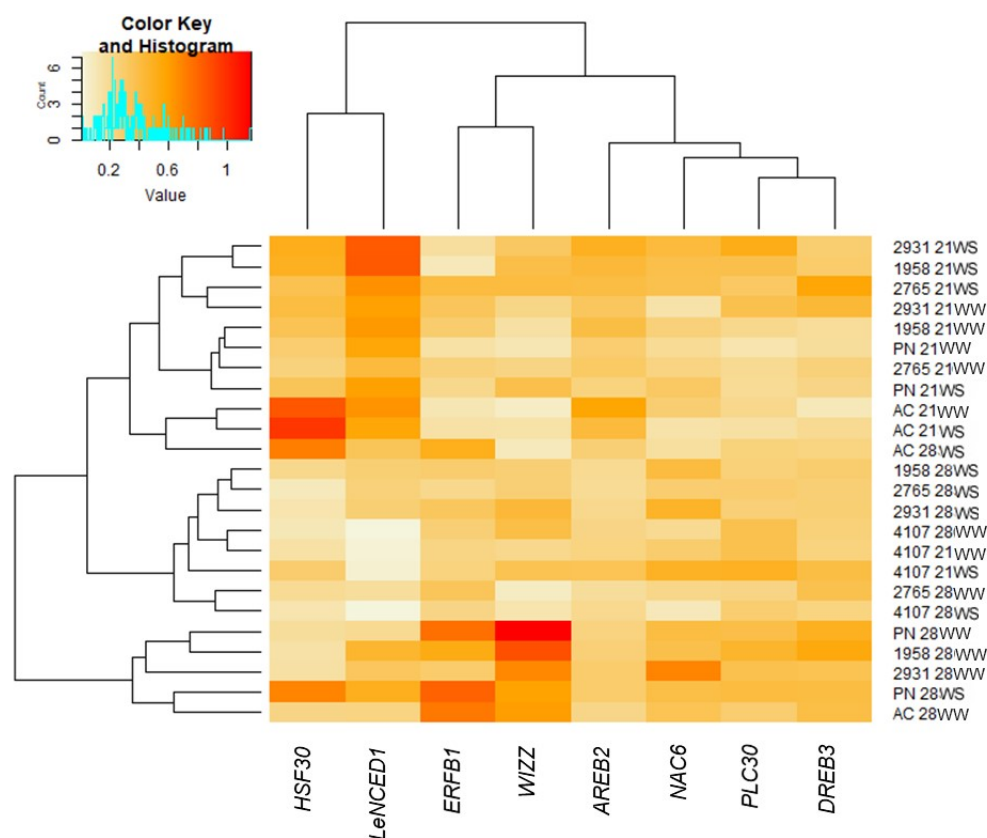 Color Key
and Histogram
Count
0 3 6
0.2 0.6 1
Value
2931 21WS
1958 21WS
2765 21WS
2931 21WW
1958 21WW
PN 21WW
2765 21WW
PN 21WS
AC 21WW
AC 21WS
AC 28WS
1958 28WS
2765 28WS
2931 28WS
4107 28WW
4107 21WW
4107 21WS
2765 28WW
4107 28WS
PN 28WW
1958 28WW
2931 28WW
PN 28WS
AC 28WW
HSF30
LeNCED1
ERFB1
WIZZ
AREB2
NAC6
PLC30
DREB3